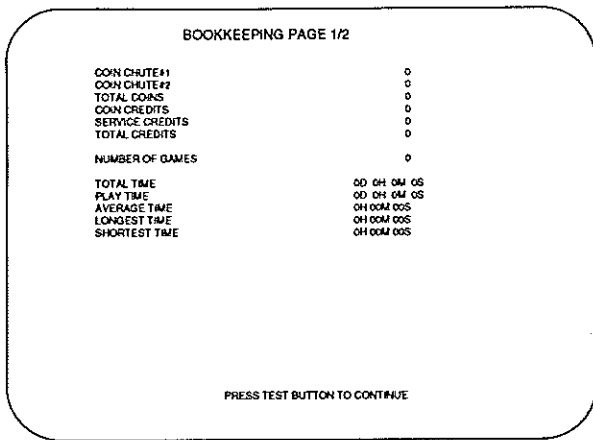 BOOKKEEPING PAGE 1/2
COIN CHUTE#1 0
COIN CHUTE#2 0
TOTAL COINS 0
COIN CREDITS 0
SERVICE CREDITS 0
TOTAL CREDITS 0
NUMBER OF GAMES 0
TOTAL TIME 0D 0H 0M 0S
PLAY TIME 0D 0H 0M 0S
AVERAGE TIME 0H 00M 00S
LONGEST TIME 0H 00M 00S
SHORTEST TIME 0H 00M 00S
PRESS TEST BUTTON TO CONTINUE